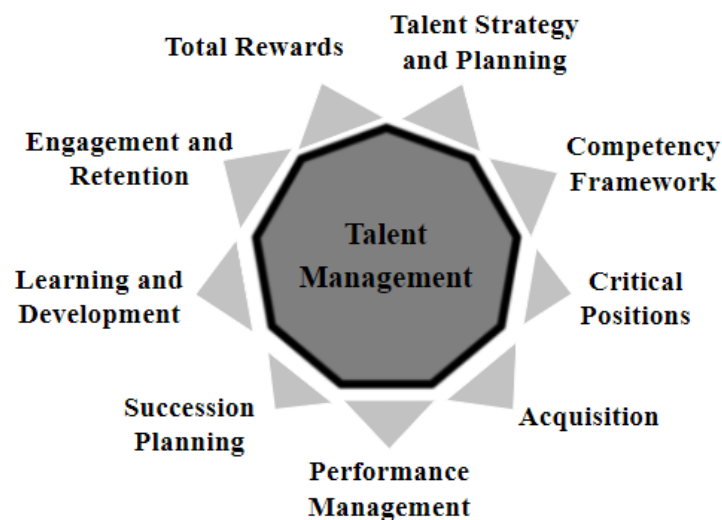 Total Rewards
Talent Strategy
and Planning
Engagement and
Retention
Competency
Framework
Talent
Management
Learning and
Development
Critical
Positions
Succession
Planning
Acquisition
Performance
Management